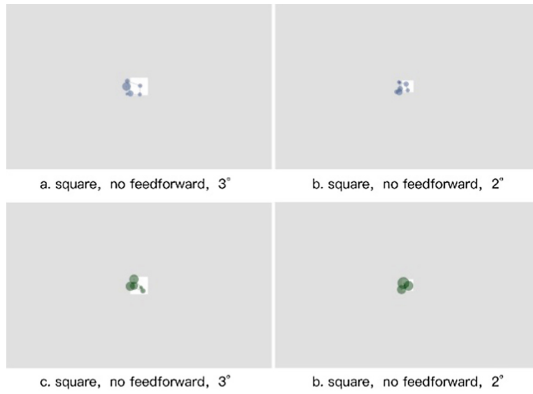 a. square, no feedforward, 3°
b. square, no feedforward, 2°
c. square, no feedforward, 3°
b. square, no feedforward, 2°